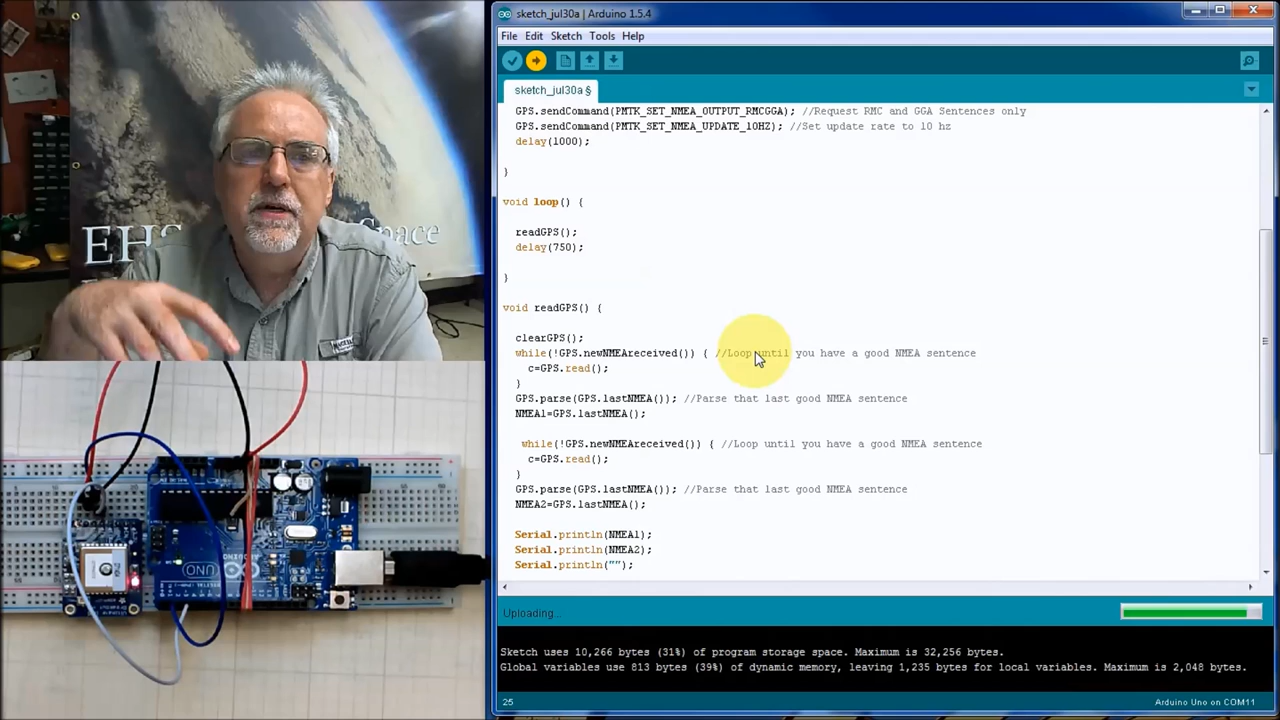 sketch_jul30a | Arduino 1.5.4
File Edit Sketch Tools Help
sketch_jul30a §
GPS.sendCommand(PMTK_SET_NMEA_OUTPUT_RMCGGA); //Request RMC and GGA Sentences only
GPS.sendCommand(PMTK_SET_NMEA_UPDATE_10HZ); //Set update rate to 10 hz
delay(1000);
}
void loop() {
readGPS();
delay(750);
}
void readGPS() {
clearGPS();
while(!GPS.newNMEAreceived()) { //Loop until you have a good NMEA sentence
c=GPS.read();
}
GPS.parse(GPS.lastNMEA()); //Parse that last good NMEA sentence
NMEA1=GPS.lastNMEA();
while(!GPS.newNMEAreceived()) { //Loop until you have a good NMEA sentence
c=GPS.read();
}
GPS.parse(GPS.lastNMEA()); //Parse that last good NMEA sentence
NMEA2=GPS.lastNMEA();
Serial.println(NMEA1);
Serial.println(NMEA2);
Serial.println("");
Uploading...
Sketch uses 10,266 bytes (31%) of program storage space. Maximum is 32,256 bytes.
Global variables use 813 bytes (39%) of dynamic memory, leaving 1,235 bytes for local variables. Maximum is 2,048 bytes.
25 Arduino Uno on COM11
EHS Space
UNO
ARDUINO